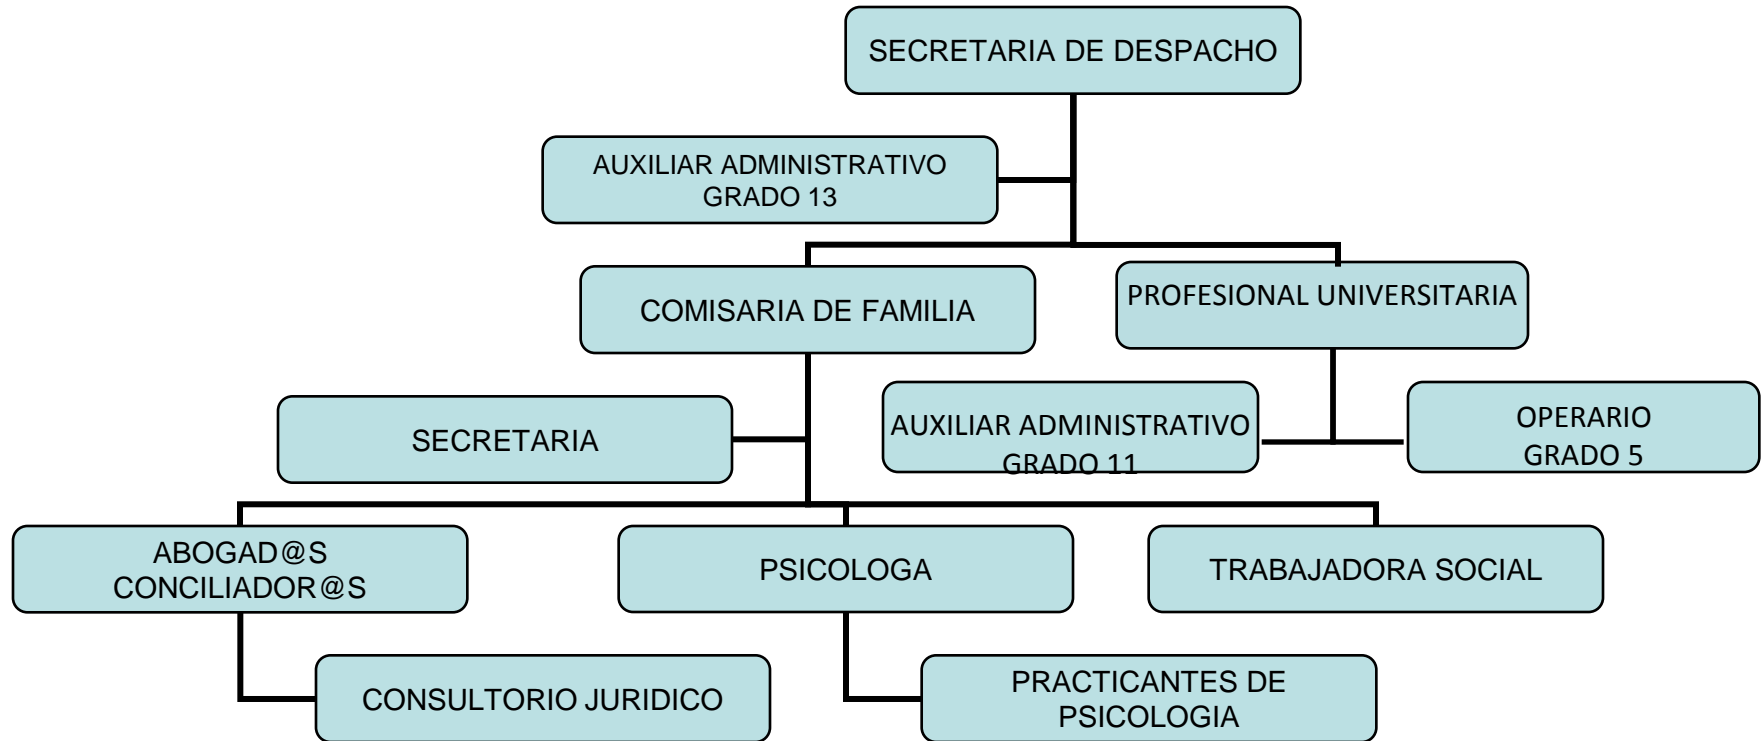 SECRETARIA DE DESPACHO
AUXILIAR ADMINISTRATIVO
GRADO 13
COMISARIA DE FAMILIA
PROFESIONAL UNIVERSITARIA
SECRETARIA
AUXILIAR ADMINISTRATIVO
GRADO 11
OPERARIO
GRADO 5
ABOGAD@S
CONCILIADOR@S
PSICOLOGA
TRABAJADORA SOCIAL
CONSULTORIO JURIDICO
PRACTICANTES DE
PSICOLOGIA